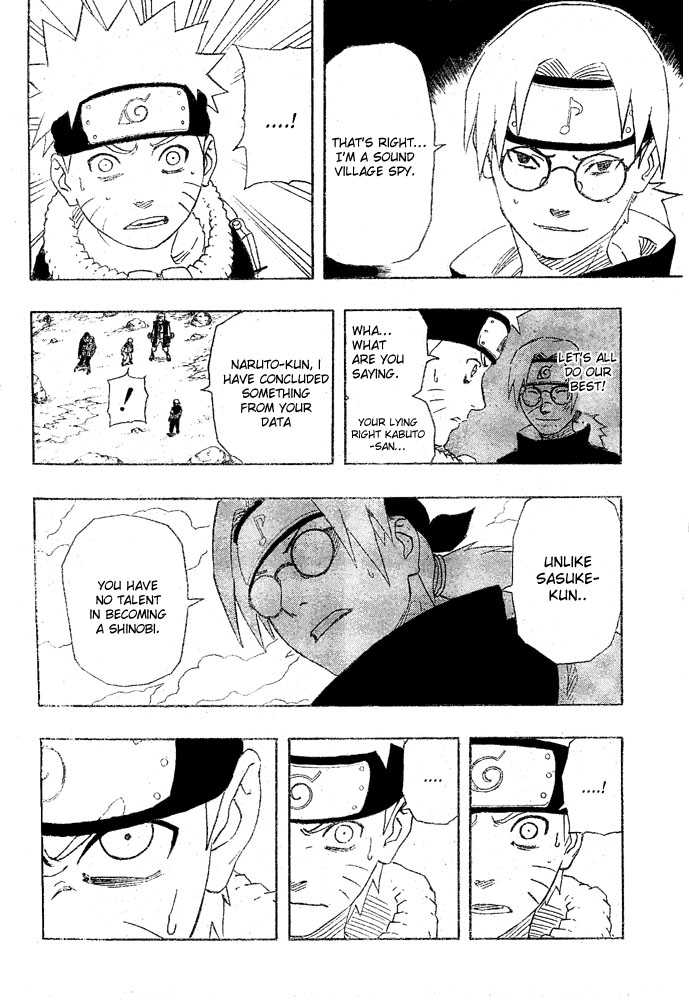 THAT'S RIGHT...
I'M A SOUND
VILLAGE SPY.
....!
LET'S ALL
DO OUR
BEST!
WHA...
WHAT
ARE YOU
SAYING.
YOUR LYING
RIGHT KABUTO
-SAN...
NARUTO-KUN, I
HAVE CONCLUDED
SOMETHING
FROM YOUR
DATA
!
UNLIKE
SASUKE-
KUN..
YOU HAVE
NO TALENT
IN BECOMING
A SHINOBI.
....!
....